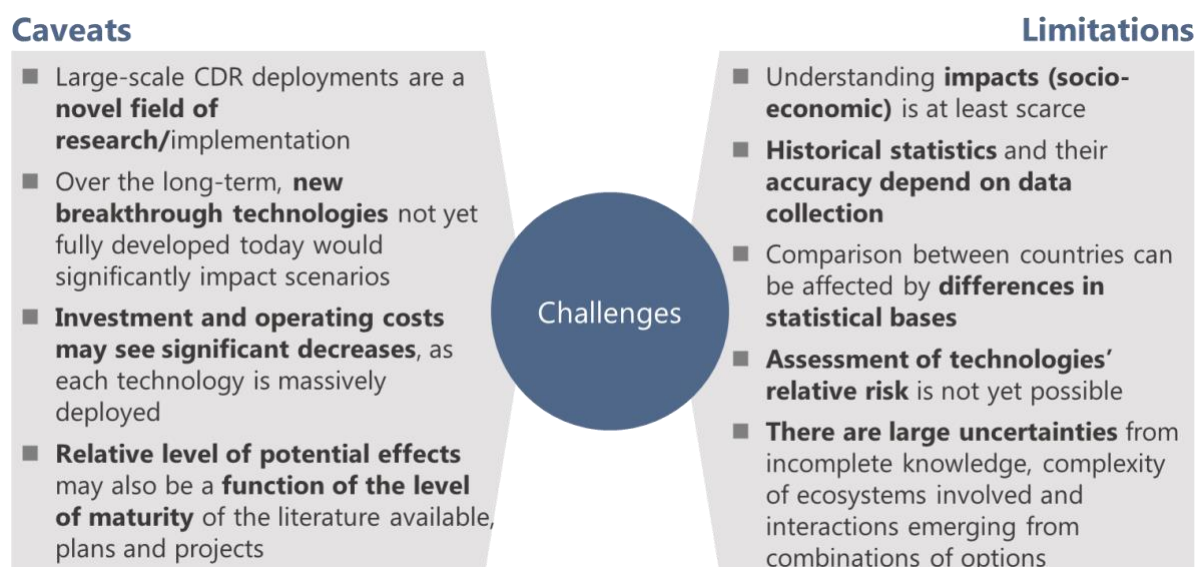 Caveats
Large-scale CDR deployments are a
novel field of
research/implementation
Over the long-term, new
breakthrough technologies not yet
fully developed today would
significantly impact scenarios
Investment and operating costs
may see significant decreases, as
each technology is massively
deployed
Relative level of potential effects
may also be a function of the level
of maturity of the literature available,
plans and projects
Challenges
Limitations
Understanding impacts (socio-
economic) is at least scarce
Historical statistics and their
accuracy depend on data
collection
Comparison between countries can
be affected by differences in
statistical bases
Assessment of technologies’
relative risk is not yet possible
There are large uncertainties from
incomplete knowledge, complexity
of ecosystems involved and
interactions emerging from
combinations of options